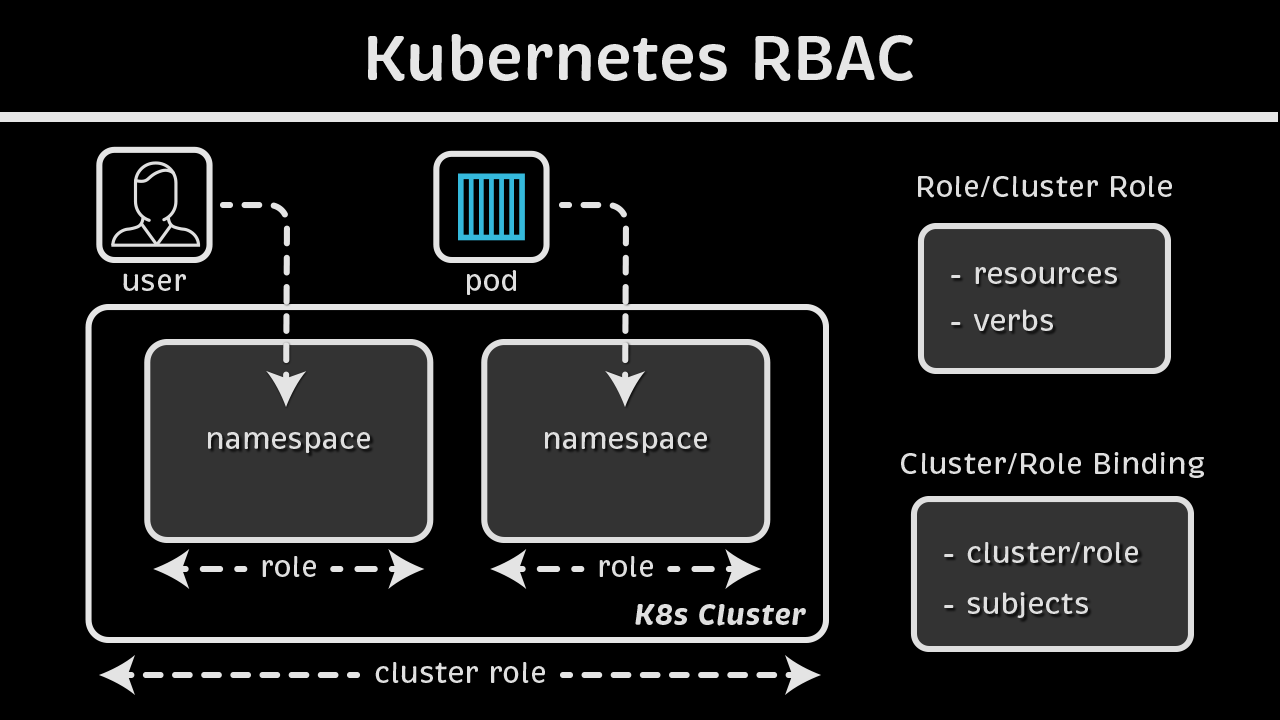 Kubernetes RBAC
user
pod
namespace
namespace
role
role
K8s Cluster
cluster role
Role/Cluster Role
- resources
- verbs
Cluster/Role Binding
- cluster/role
- subjects